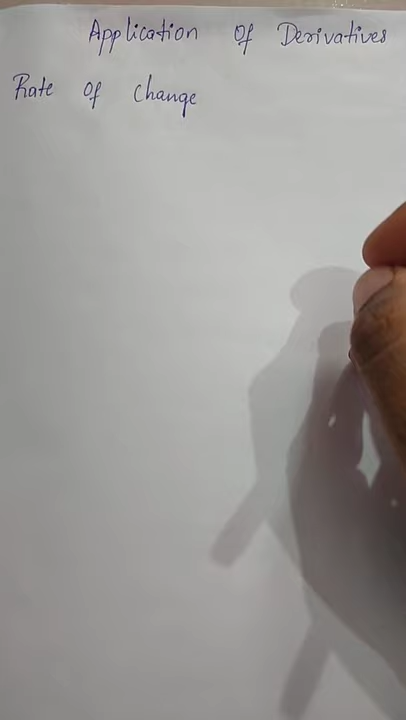 Application of Derivatives
Rate of change